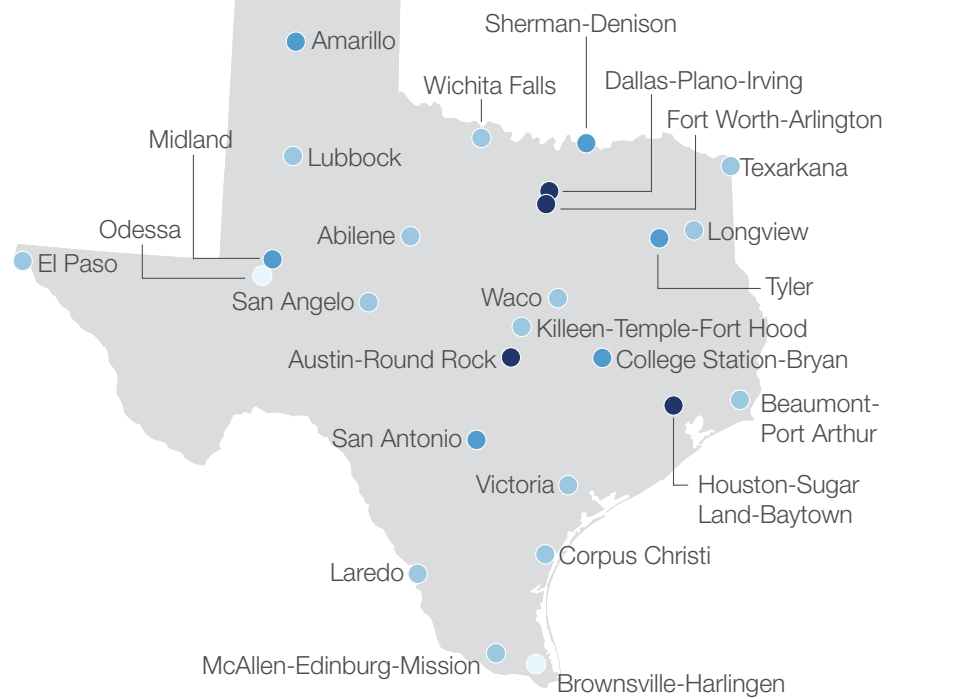 Sherman-Denison
Amarillo
Dallas-Plano-Irving
Wichita Falls
Fort Worth-Arlington
Midland
Lubbock
Texarkana
Odessa
Abilene
Longview
El Paso
Tyler
San Angelo
Waco
Killeen-Temple-Fort Hood
Austin-Round Rock
College Station-Bryan
Beaumont-
Port Arthur
San Antonio
Victoria
Houston-Sugar
Land-Baytown
Corpus Christi
Laredo
McAllen-Edinburg-Mission
Brownsville-Harlingen